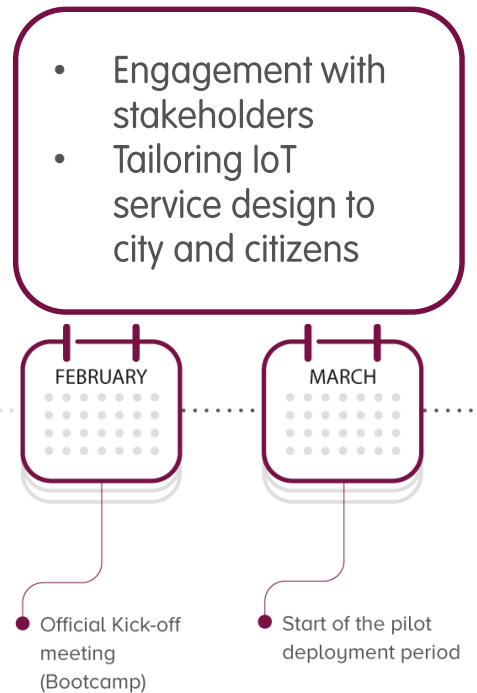 • Engagement with
stakeholders
• Tailoring IoT
service design to
city and citizens
FEBRUARY
MARCH
Official Kick-off
meeting
(Bootcamp)
Start of the pilot
deployment period